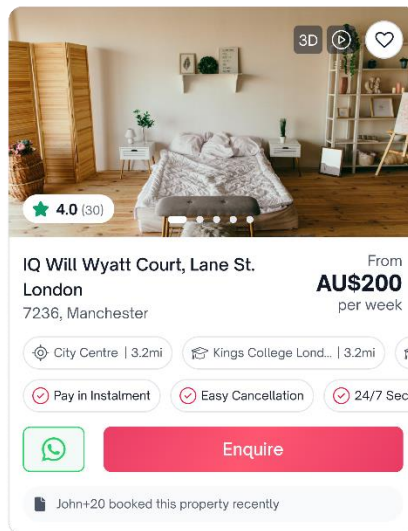 3D
4.0 (30)
IQ Will Wyatt Court, Lane St.
London
7236, Manchester
From
AU$200
per week
City Centre | 3.2mi
Kings College Lond... | 3.2mi
Pay in Instalment
Easy Cancellation
24/7 Sec
Enquire
John+20 booked this property recently